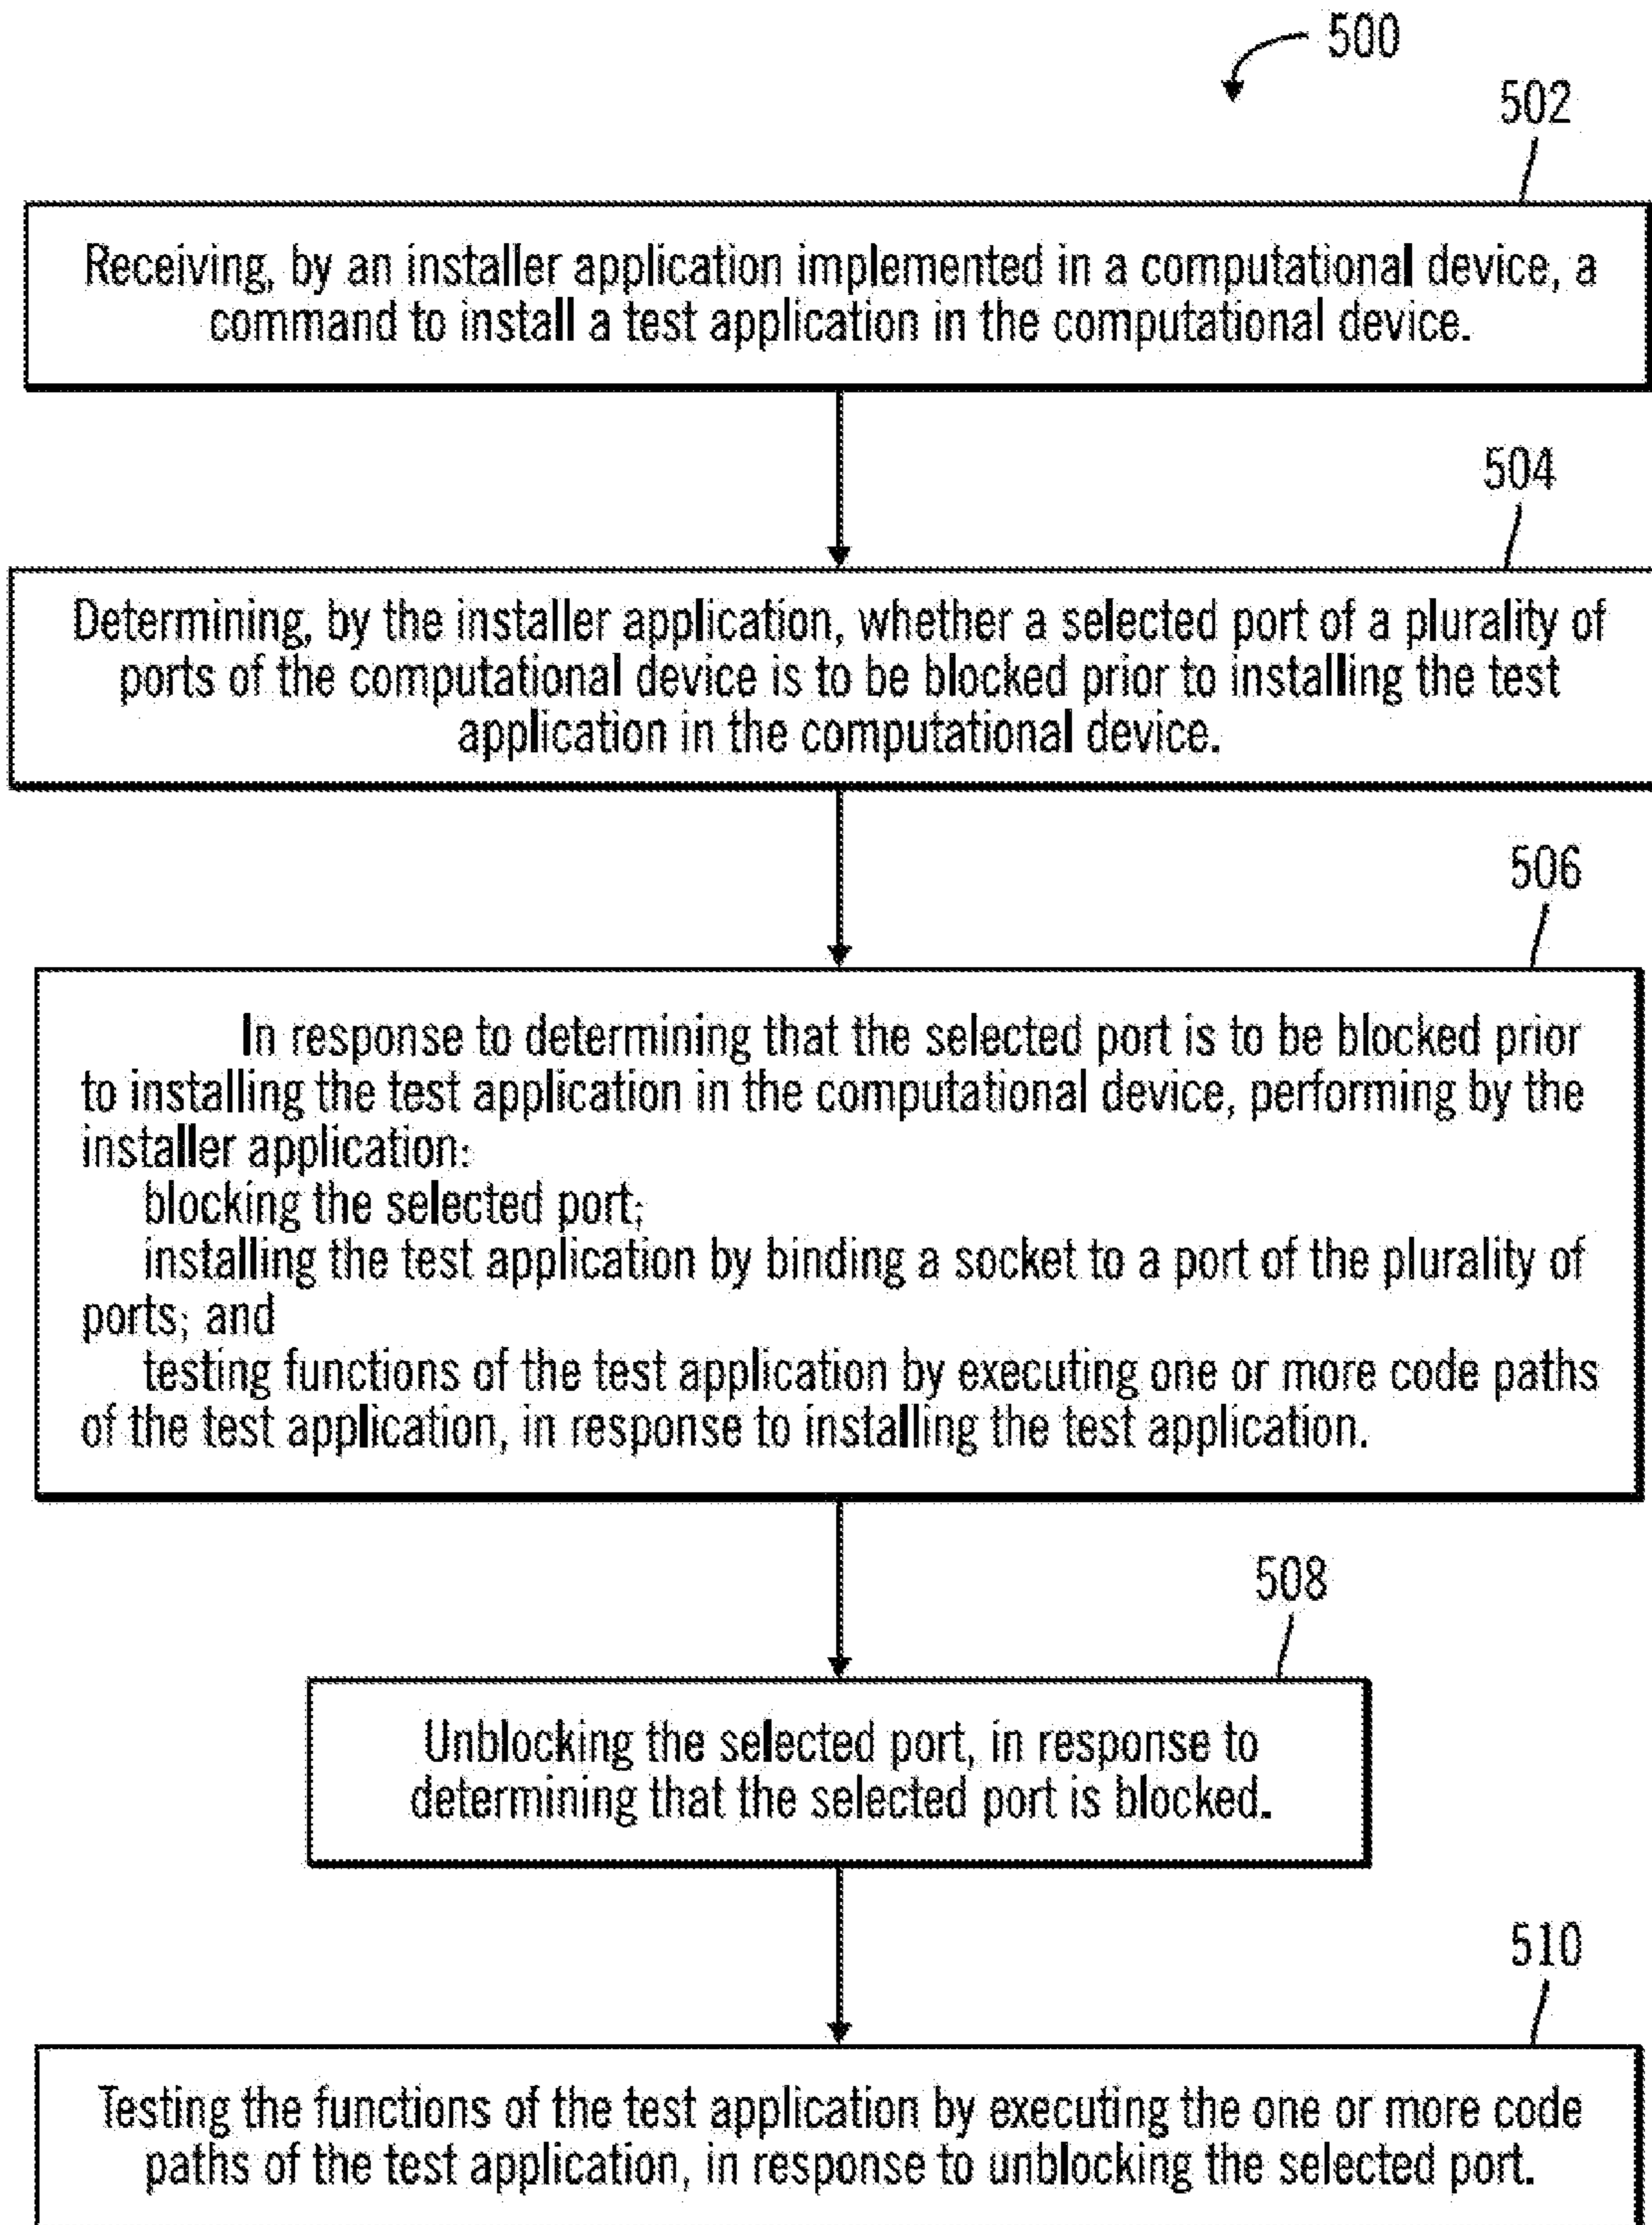 500
502
Receiving, by an installer application implemented in a computational device, a
command to install a test application in the computational device.
504
Determining, by the installer application, whether a selected port of a plurality of
ports of the computational device is to be blocked prior to installing the test
application in the computational device.
506
In response to determining that the selected port is to be blocked prior
to installing the test application in the computational device, performing by the
installer application:
blocking the selected port;
installing the test application by binding a socket to a port of the plurality of
ports; and
testing functions of the test application by executing one or more code paths
of the test application, in response to installing the test application.
508
Unblocking the selected port, in response to
determining that the selected port is blocked.
510
Testing the functions of the test application by executing the one or more code
paths of the test application, in response to unblocking the selected port.